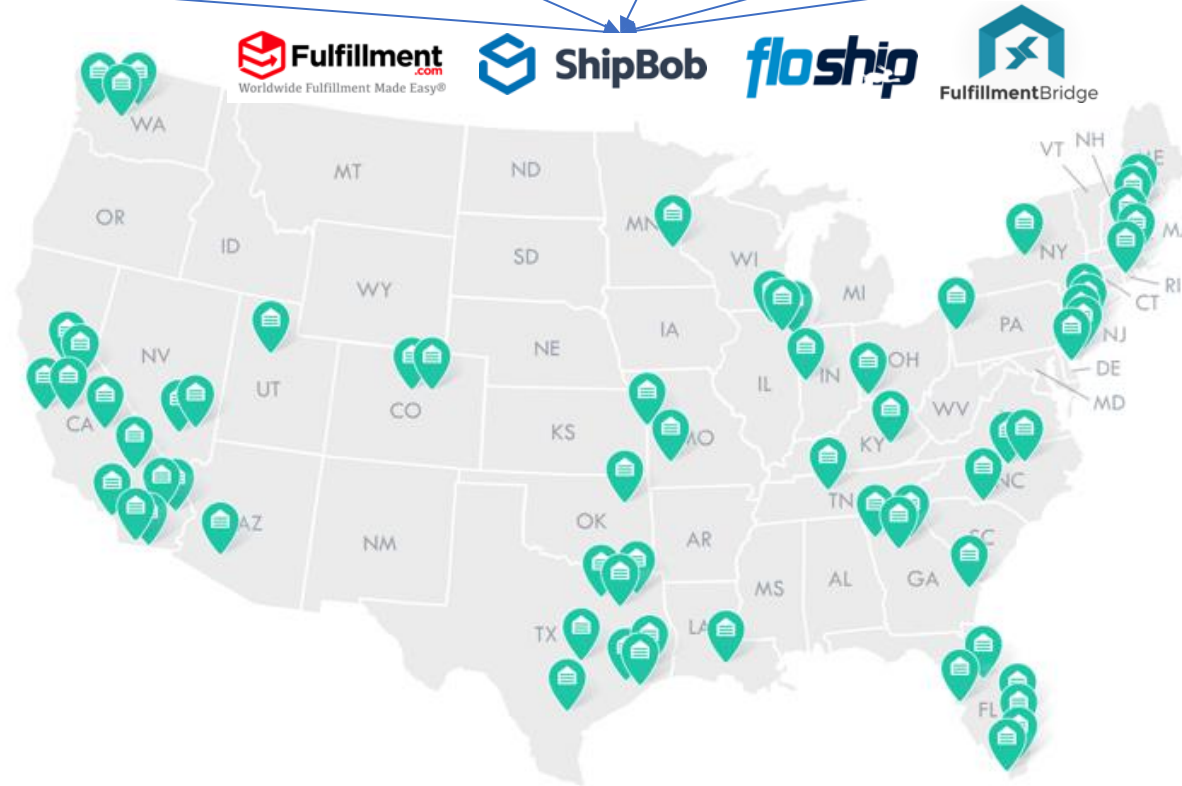 Fulfillment
.com
Worldwide Fulfillment Made Easy®
ShipBob
floship
FulfillmentBridge
WA
MT
ND
VT
NH
OR
MN
ID
SD
WI
NY
WY
MI
RI
CT
IA
PA
NE
NJ
NV
OH
UT
IL
IN
DE
CO
WV
MD
CA
KS
MO
KY
NC
TN
OK
AZ
AR
SC
NM
MS
AL
GA
TX
LA
FL